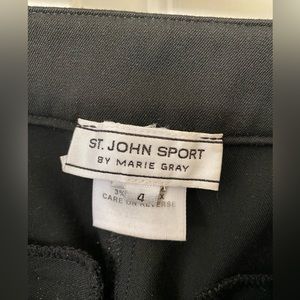 ST. JOHN SPORT
BY MARIE GRAY
4
CARE ON REVERSE